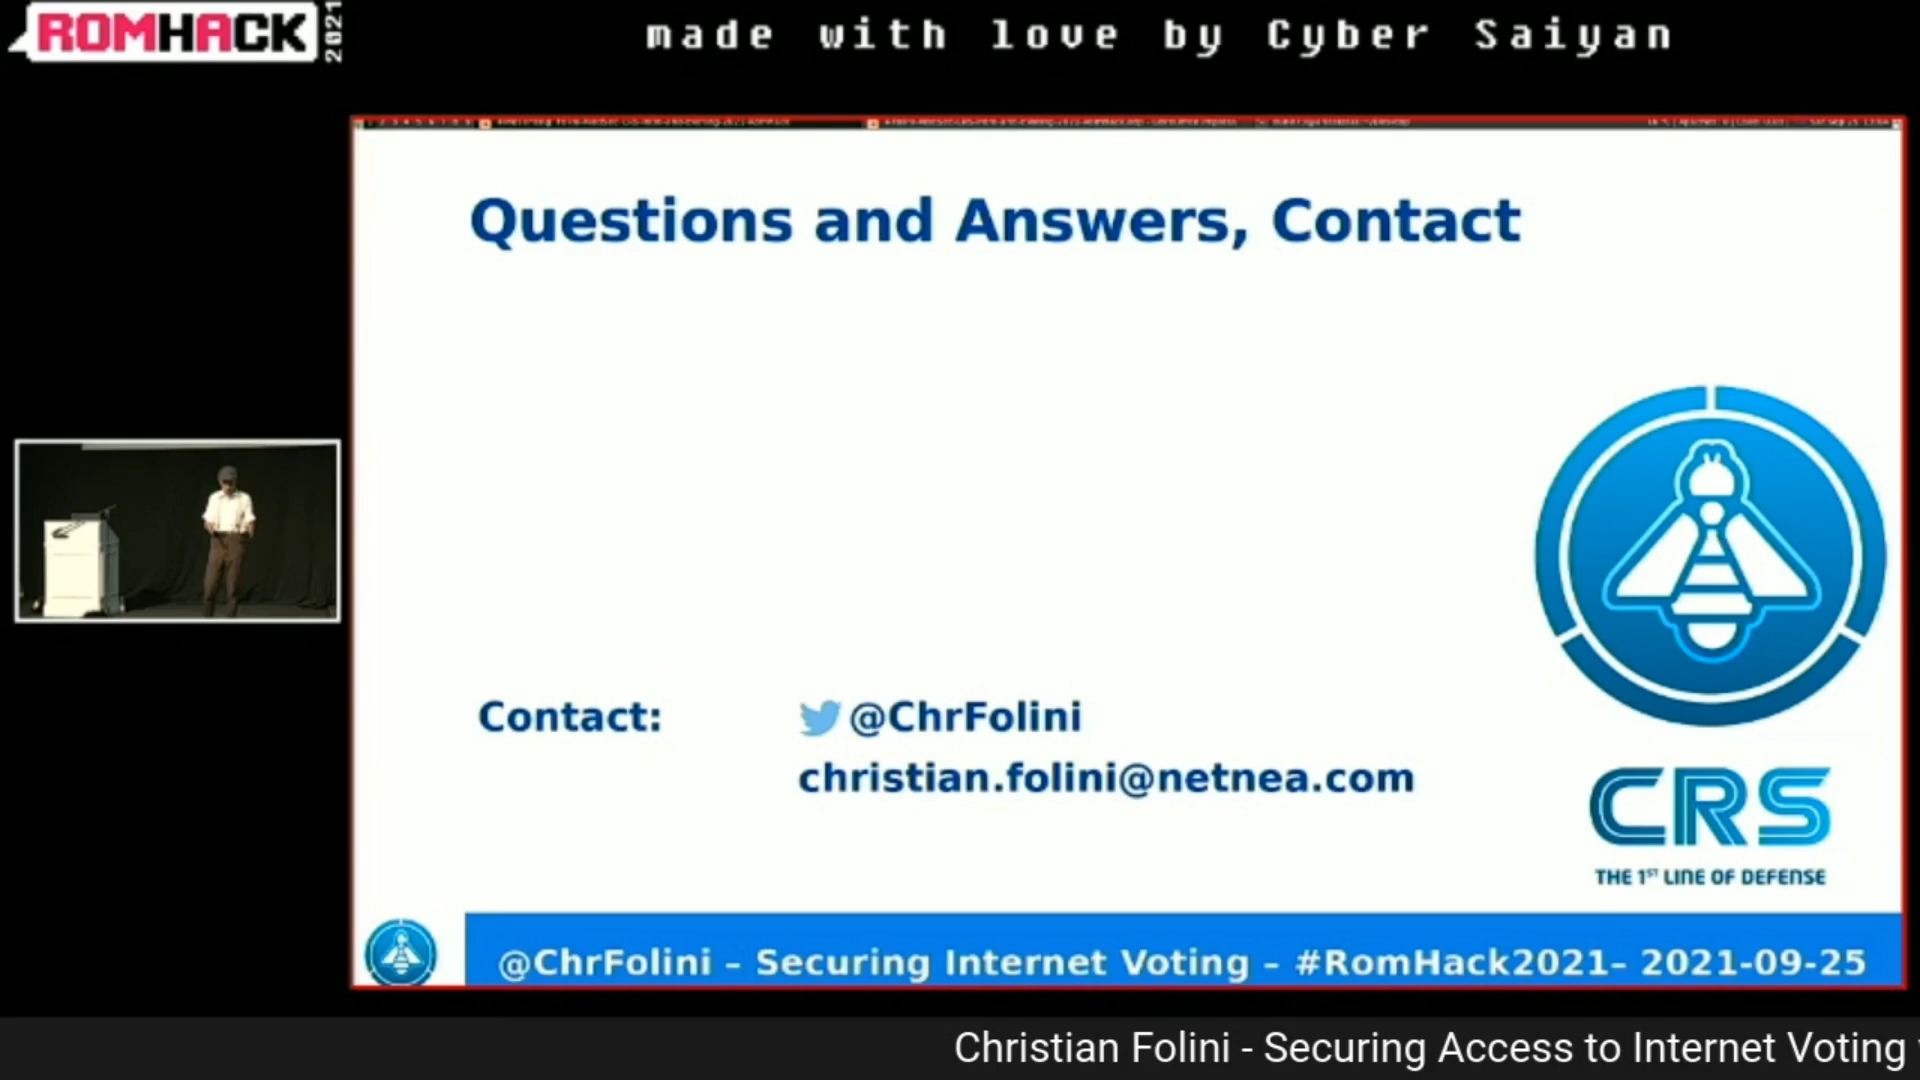 ROMHACK
2021
made with love by Cyber Saiyan
Questions and Answers, Contact
Contact:
@ChrFolini
christian.folini@netnea.com
CRS
THE 1ST LINE OF DEFENSE
@ChrFolini – Securing Internet Voting – #RomHack2021– 2021-09-25
Christian Folini - Securing Access to Internet Voting